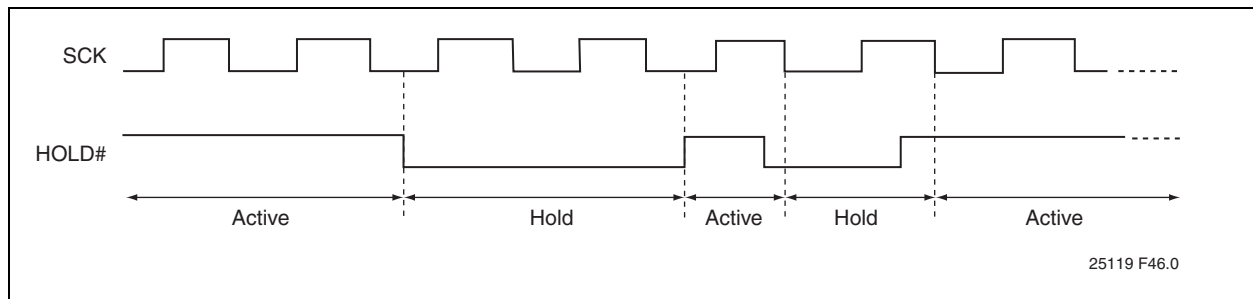 SCK
HOLD#
Active
Hold
Active
Hold
Active
25119 F46.0